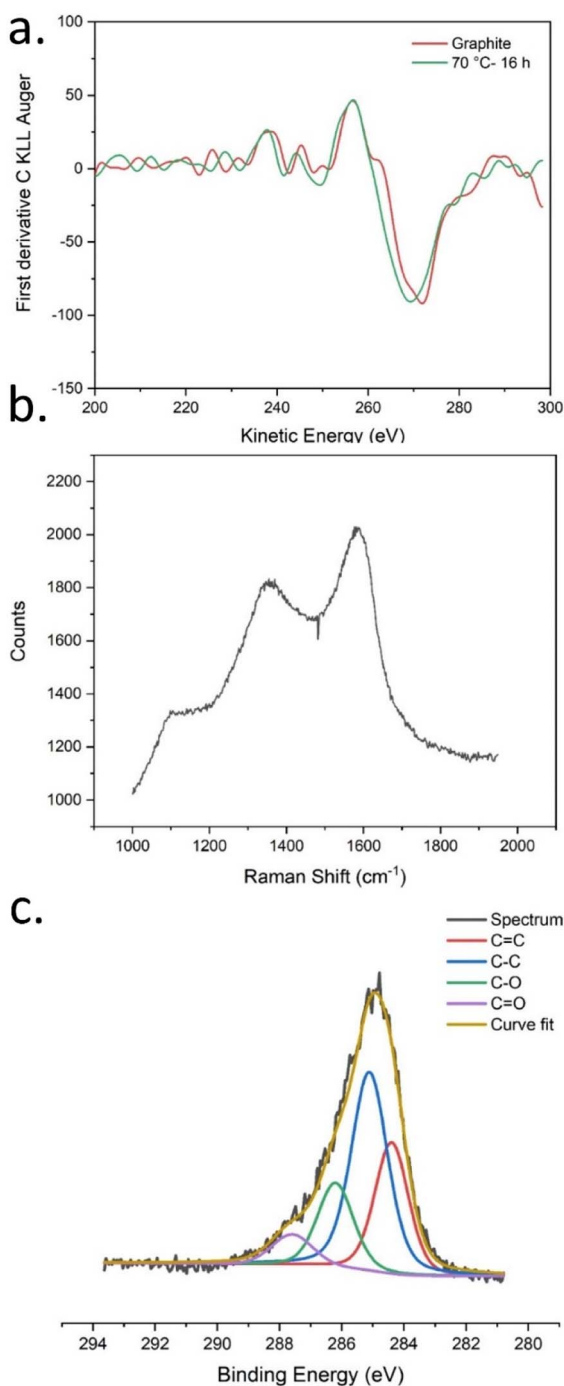 a.
First derivative C KLL Auger
100
50
0
-50
-100
-150
Graphite
70 °C- 16 h
200 220 240 260 280 300
Kinetic Energy (eV)
b.
Counts
2200
2000
1800
1600
1400
1200
1000
1000 1200 1400 1600 1800 2000
Raman Shift (cm⁻¹)
c.
Spectrum
C=C
C-C
C-O
C=O
Curve fit
294 292 290 288 286 284 282 280
Binding Energy (eV)